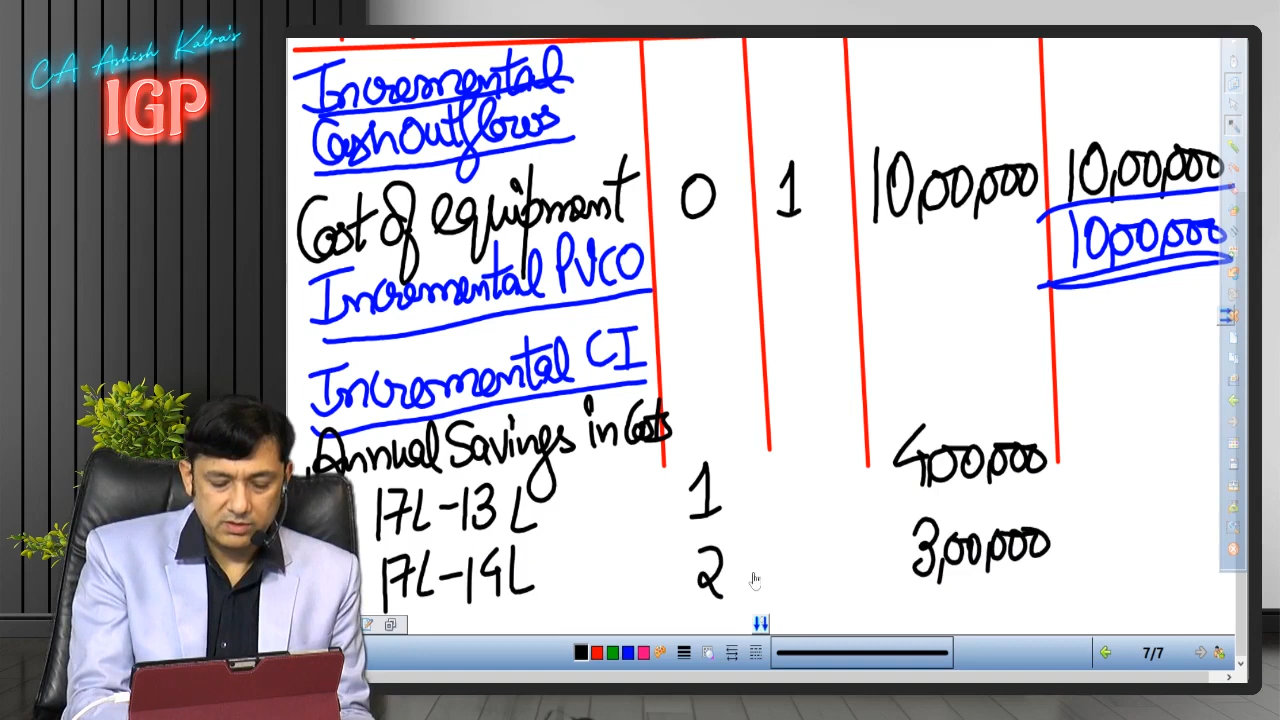 CA Ashish Kalra's
IGP
Incremental
Cash Outflows
Cost of equipment 0 1 10,00,000 10,00,000
Incremental PVCO 10,00,000
Incremental CI
Annual Savings in Costs
17L-13L 1 4,00,000
17L-14L 2 3,00,000
7/7